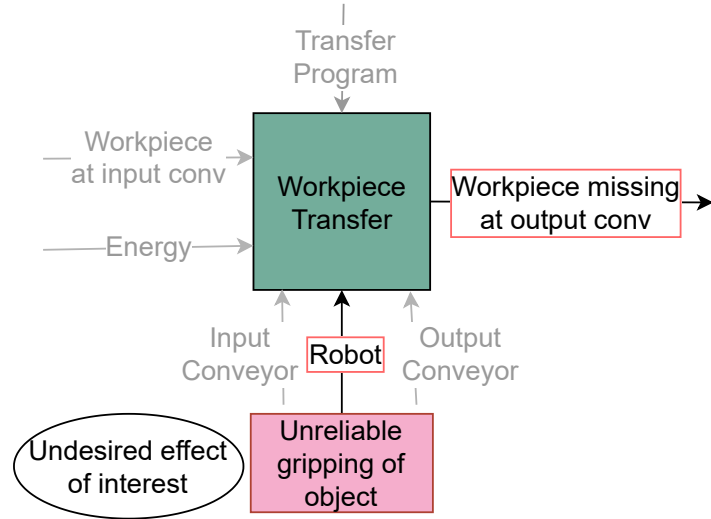 Transfer
Program
Workpiece
at input conv
Workpiece
Transfer
Workpiece missing
at output conv
Energy
Input
Conveyor
Robot
Output
Conveyor
Undesired effect
of interest
Unreliable
gripping of
object